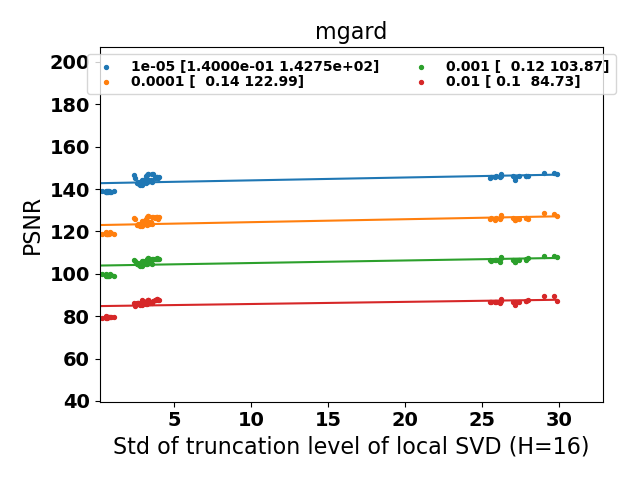 mgard
1e-05 [1.4000e-01 1.4275e+02]
0.0001 [  0.14 122.99]
0.001 [  0.12 103.87]
0.01 [ 0.1  84.73]
200
180
160
140
120
100
80
60
40
PSNR
5 10 15 20 25 30
Std of truncation level of local SVD (H=16)